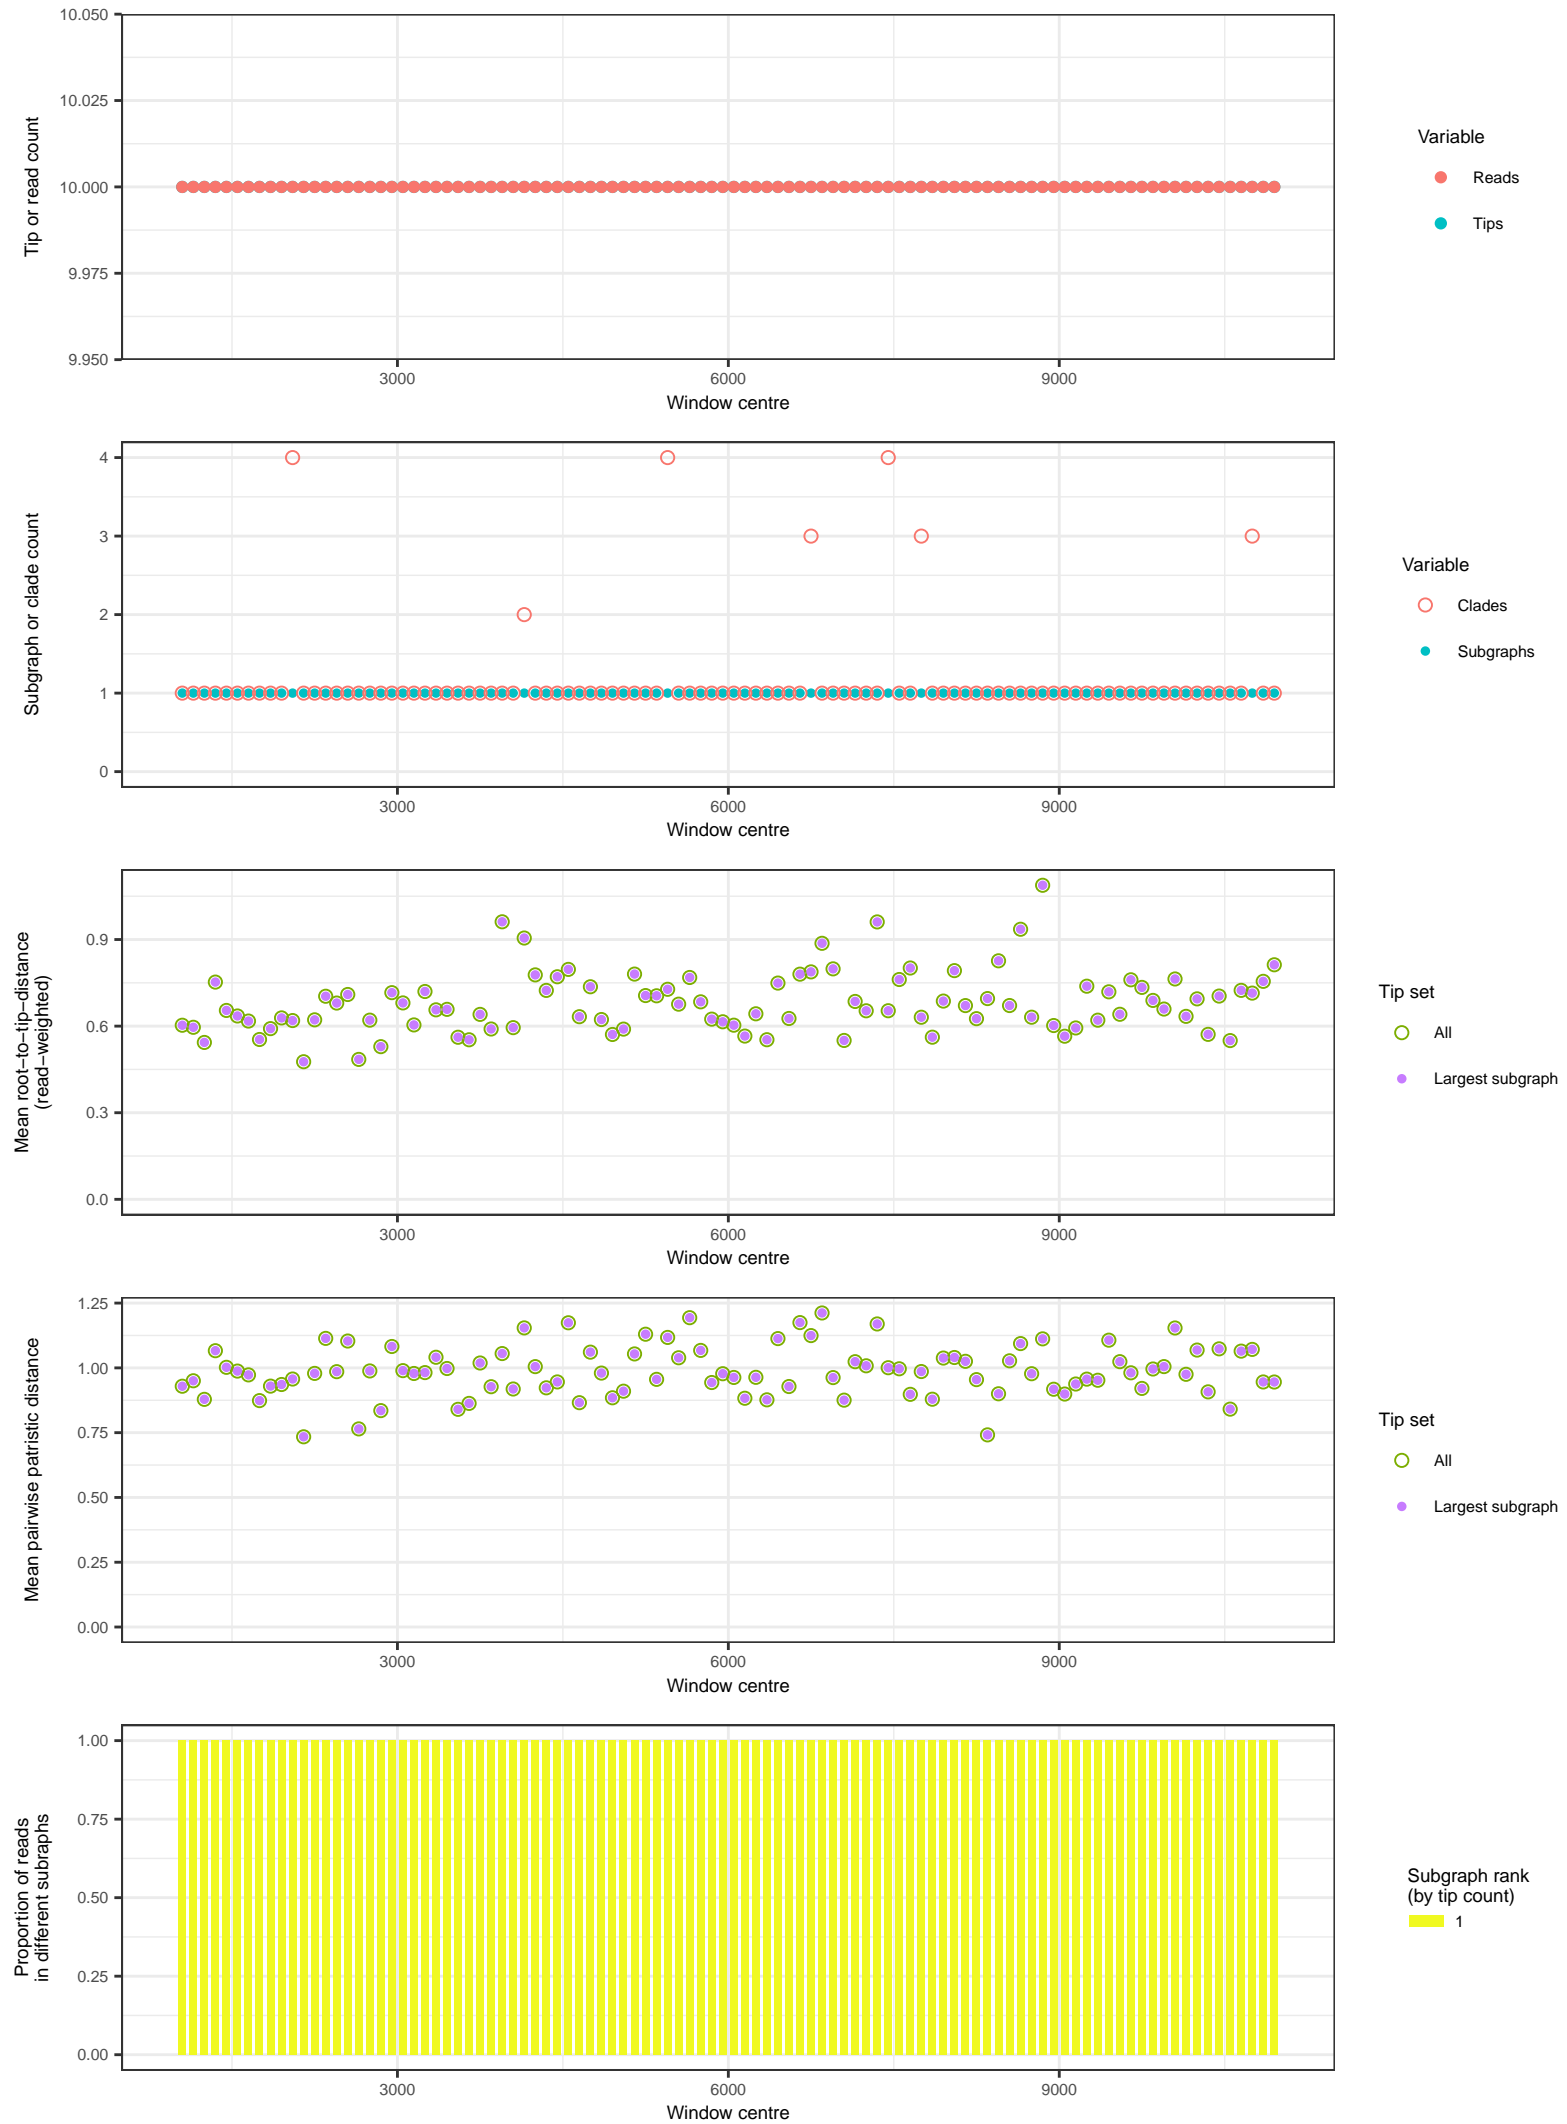 10.050
10.025
10.000
9.975
9.950
Tip or read count
3000
6000
9000
Window centre
Variable
Reads
Tips
4
3
2
1
0
Subgraph or clade count
3000
6000
9000
Window centre
Variable
Clades
Subgraphs
0.9
0.6
0.3
0.0
Mean root−to−tip−distance
(read−weighted)
3000
6000
9000
Window centre
Tip set
All
Largest subgraph
1.25
1.00
0.75
0.50
0.25
0.00
Mean pairwise patristic distance
3000
6000
9000
Window centre
Tip set
All
Largest subgraph
1.00
0.75
0.50
0.25
0.00
Proportion of reads
in different subraphs
3000
6000
9000
Window centre
Subgraph rank
(by tip count)
1